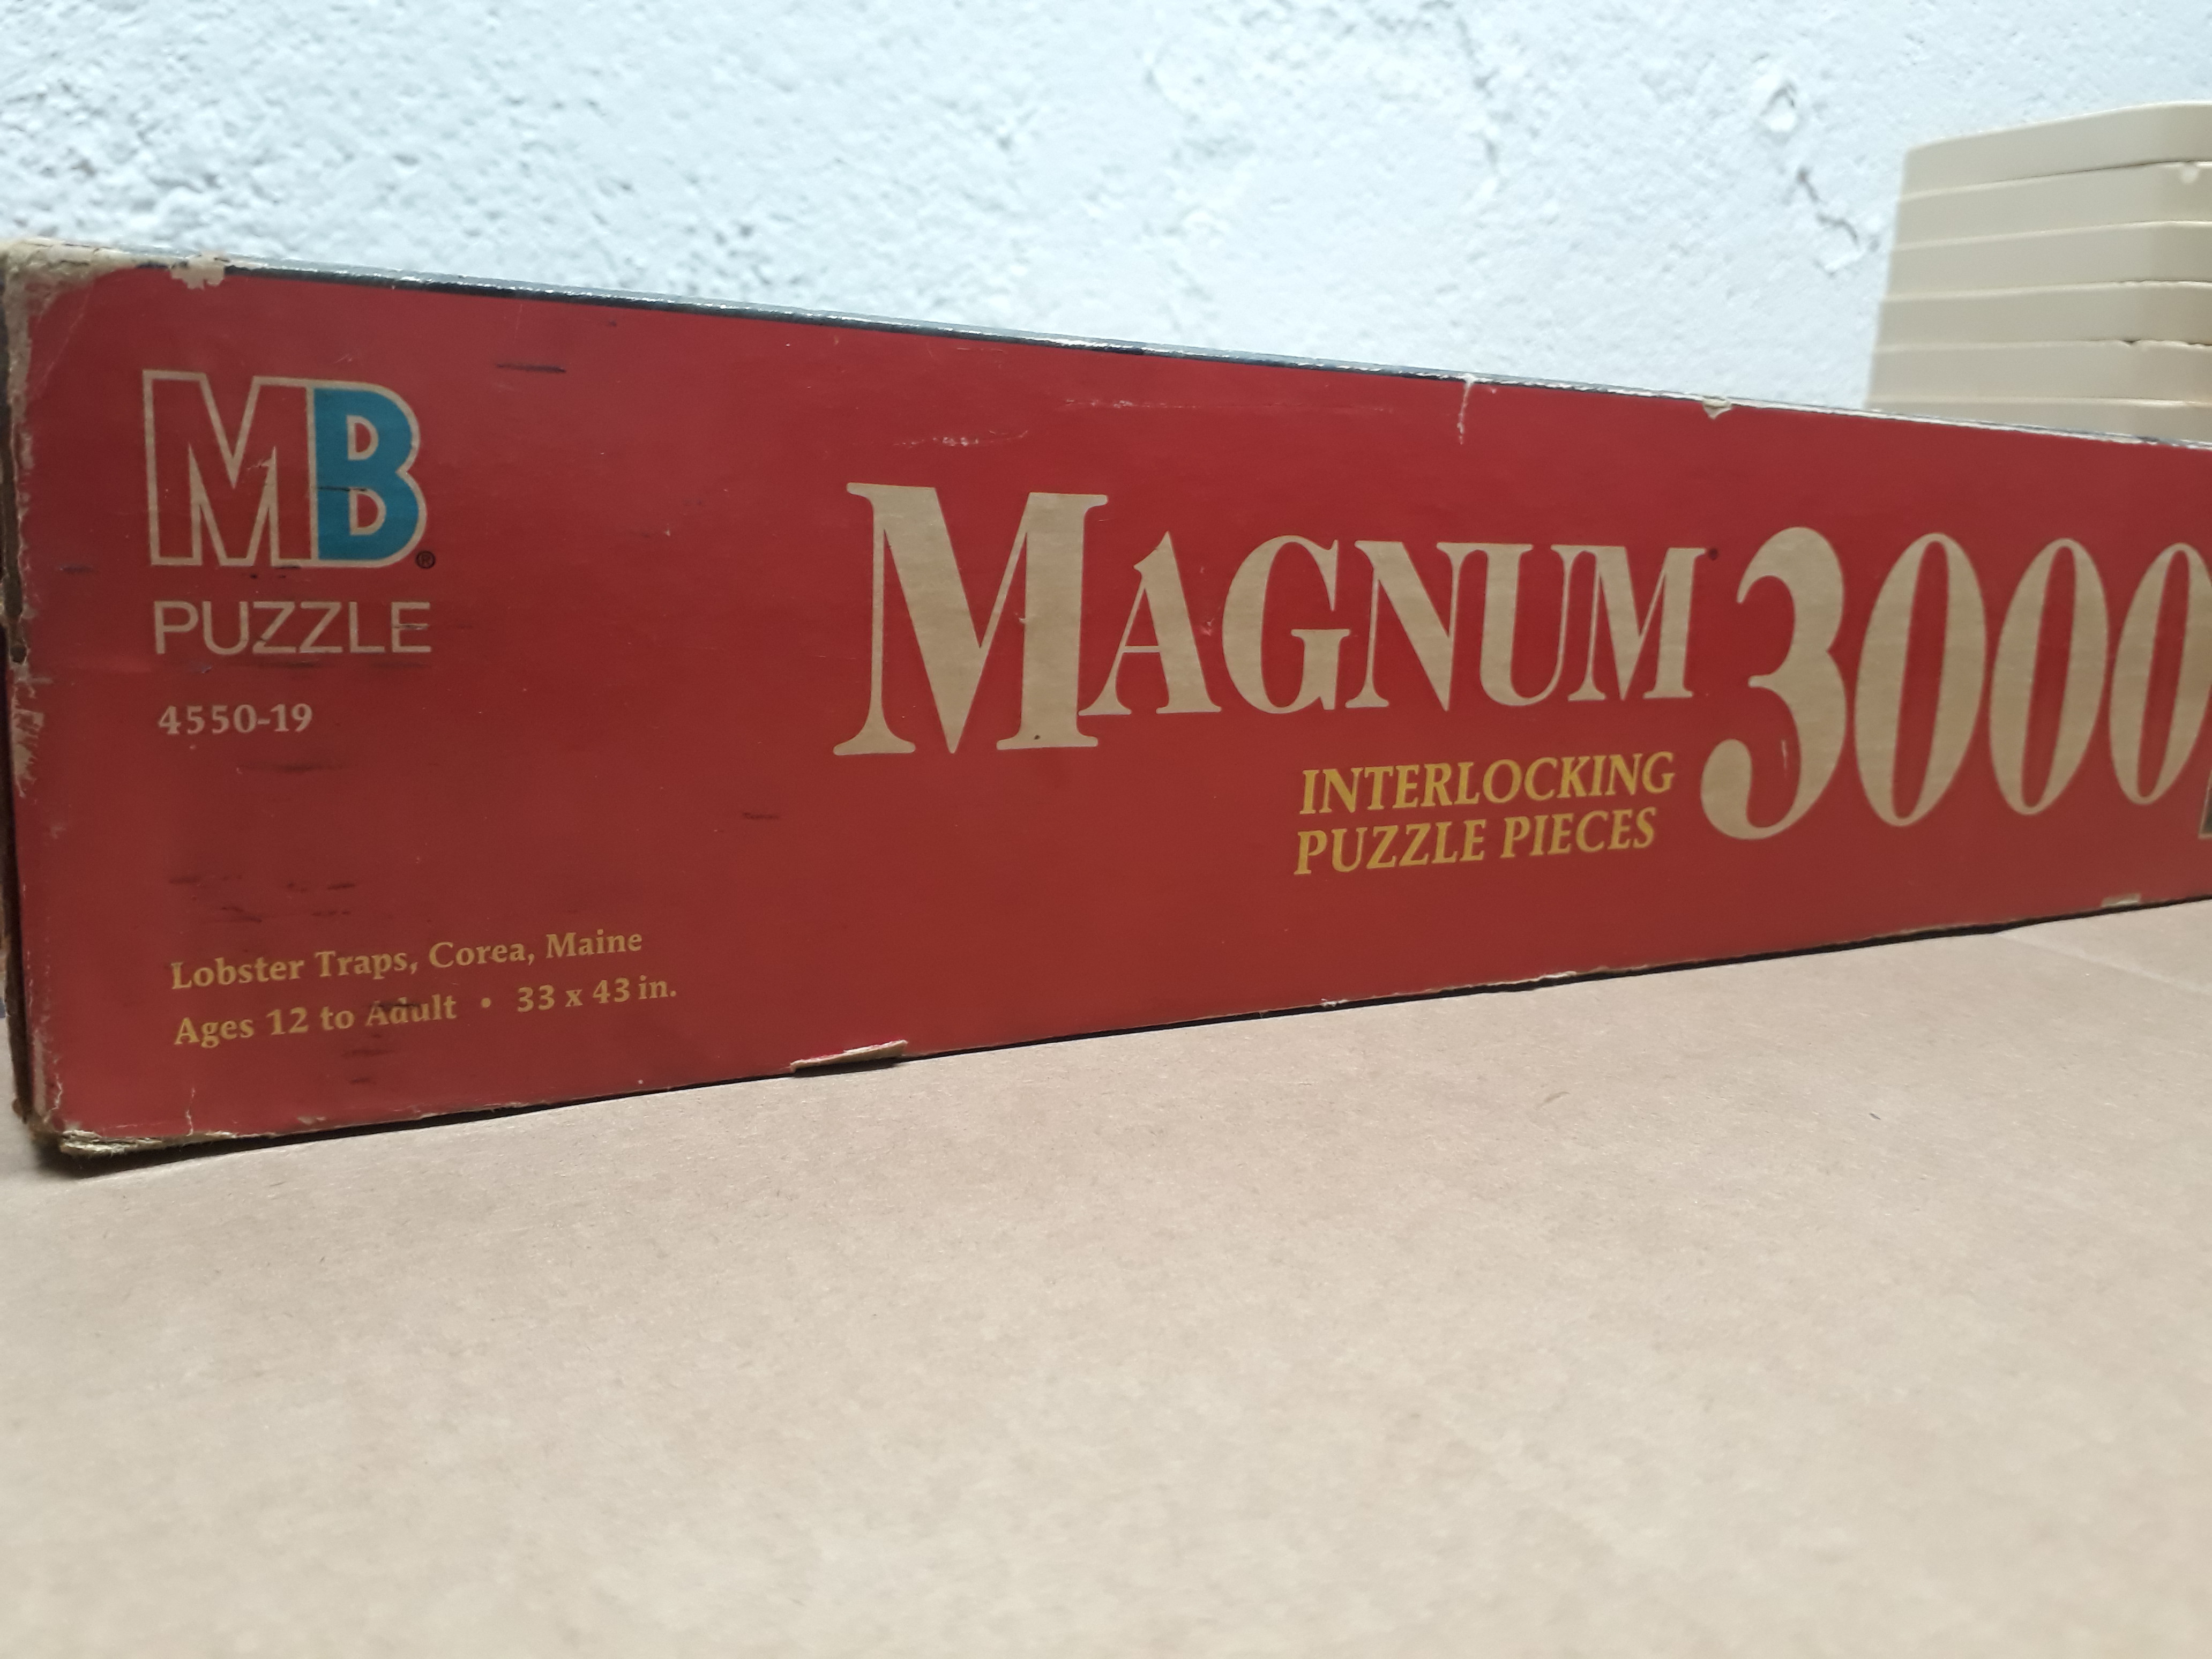 MB®
PUZZLE
4550-19
MAGNUM 3000
INTERLOCKING
PUZZLE PIECES
Lobster Traps, Corea, Maine
Ages 12 to Adult • 33 x 43 in.